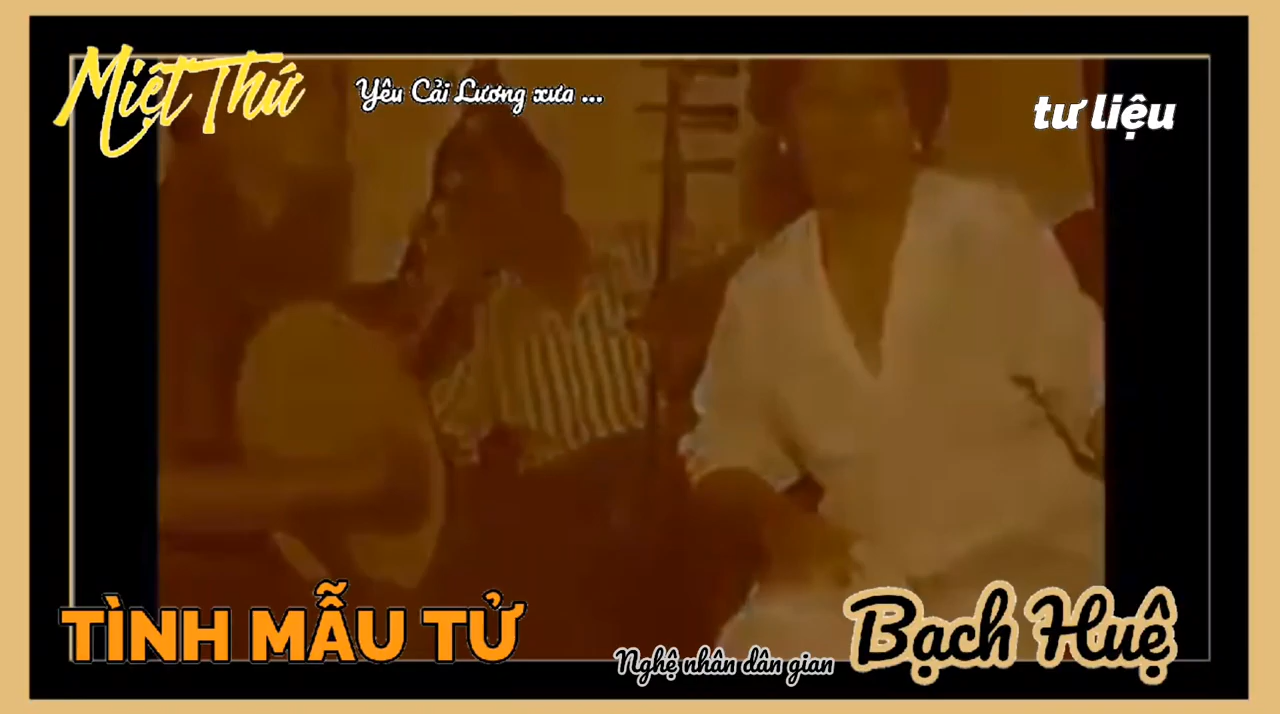 Miệt Thứ
Yêu Cải Lương xưa ...
tư liệu
TÌNH MẪU TỬ
Nghệ nhân dân gian
Bạch Huệ